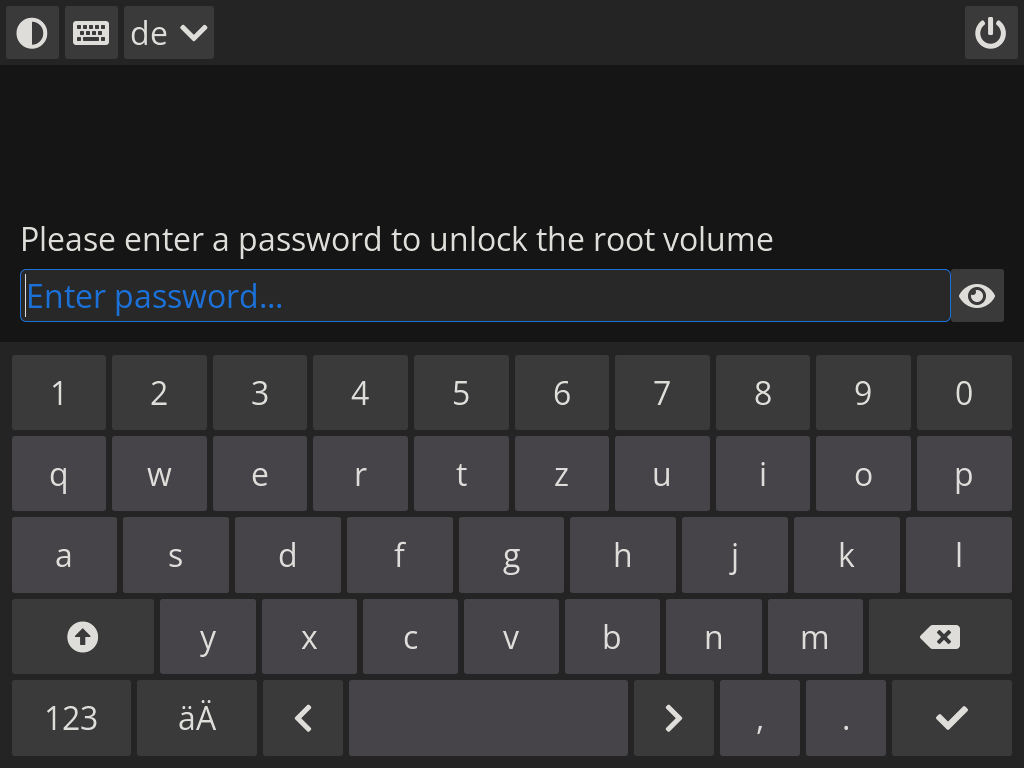 de
Please enter a password to unlock the root volume
Enter password...
1 2 3 4 5 6 7 8 9 0
q w e r t z u i o p
a s d f g h j k l
y x c v b n m
123 äÄ , .